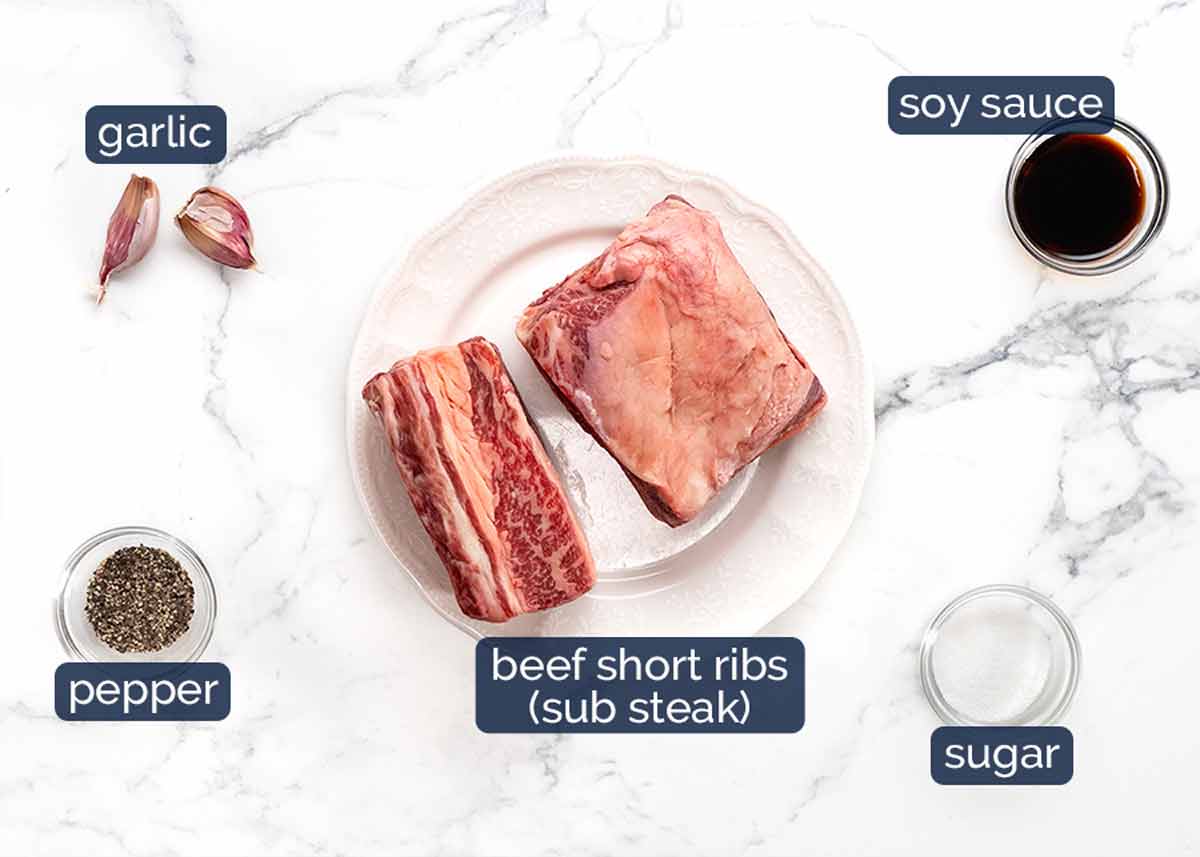 garlic
soy sauce
beef short ribs
(sub steak)
pepper
sugar